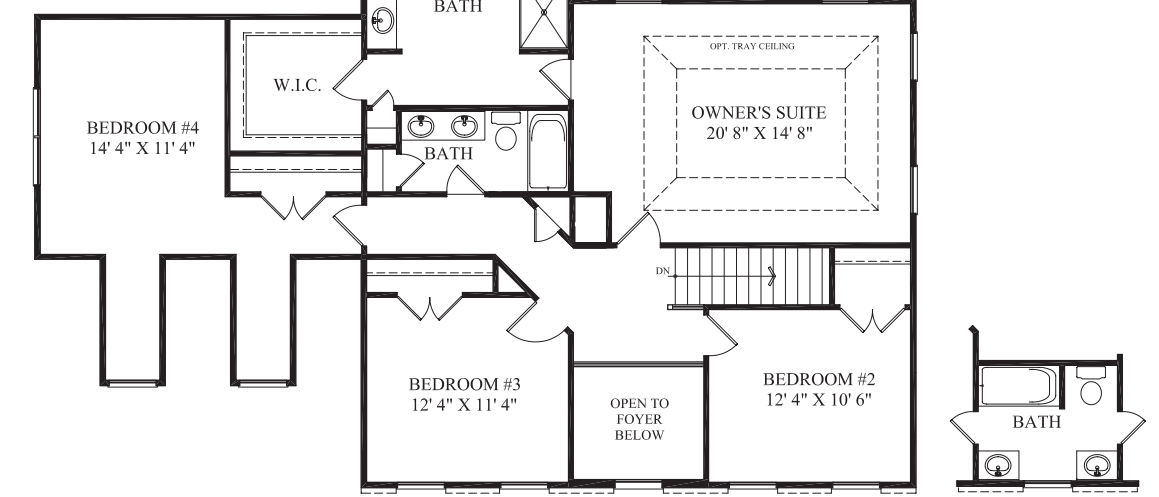 BATH
OPT. TRAY CEILING
W.I.C.
OWNER'S SUITE
20' 8" X 14' 8"
BEDROOM #4
14' 4" X 11' 4"
BATH
DN
BEDROOM #3
12' 4" X 11' 4"
OPEN TO
FOYER
BELOW
BEDROOM #2
12' 4" X 10' 6"
BATH